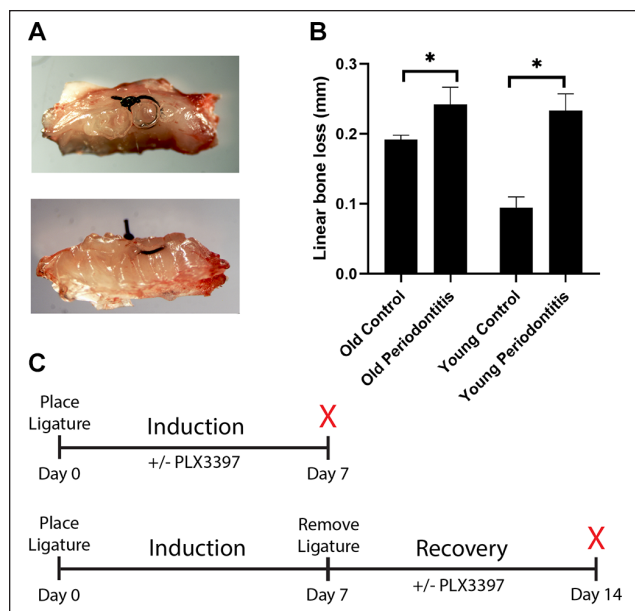 A
B
Linear bone loss (mm)
0.3
0.2
0.1
0.0
*
*
Old Control
Old Periodontitis
Young Control
Young Periodontitis
C
Place
Ligature
Induction
X
Day 0
+/- PLX3397
Day 7
Place
Ligature
Induction
Remove
Ligature
Recovery
X
Day 0
Day 7
+/- PLX3397
Day 14